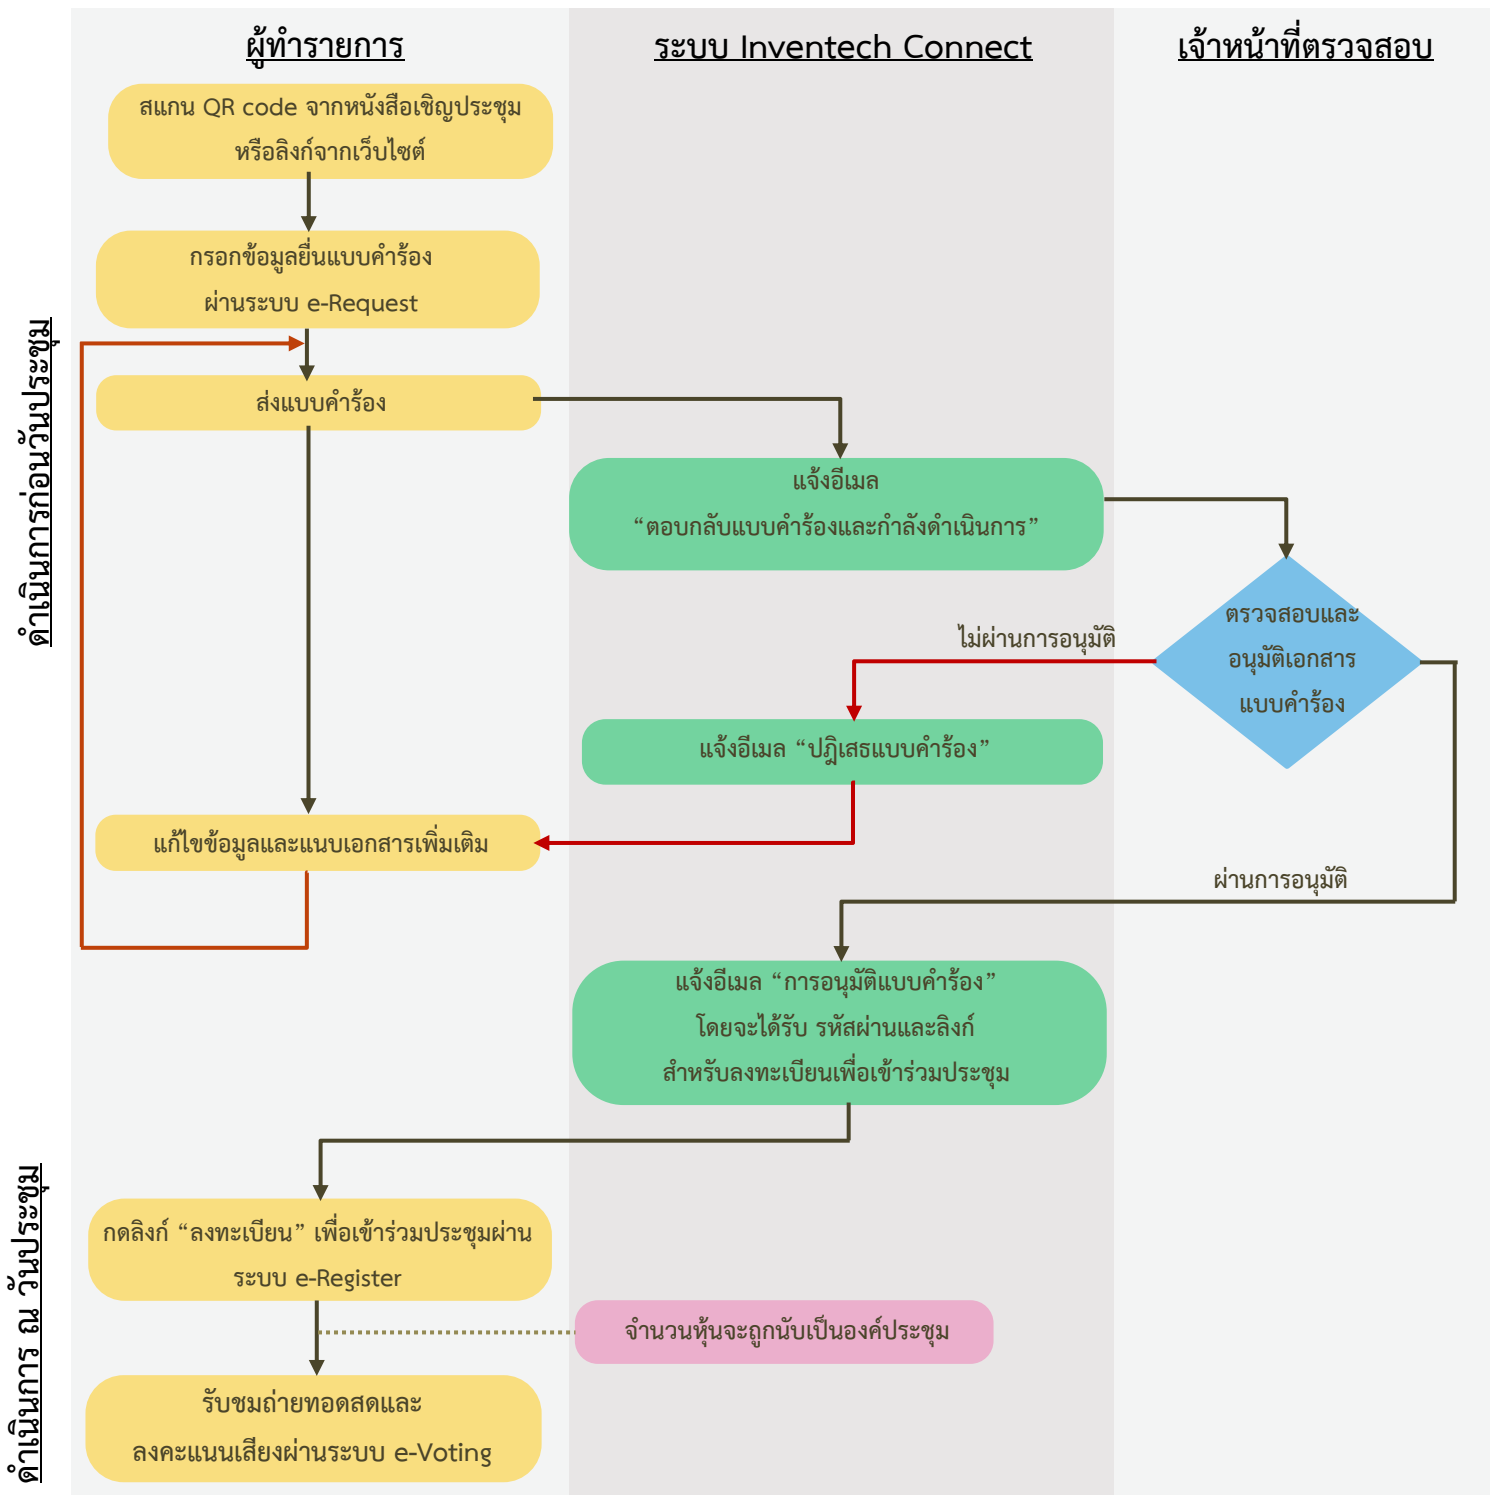 ผู้ทำรายการ
ระบบ Inventech Connect
เจ้าหน้าที่ตรวจสอบ
ดำเนินการก่อนวันประชุม
สแกน QR code จากหนังสือเชิญประชุม
หรือลิงก์จากเว็บไซต์
กรอกข้อมูลยื่นแบบคำร้อง
ผ่านระบบ e-Request
ส่งแบบคำร้อง
แจ้งอีเมล
“ตอบกลับแบบคำร้องและกำลังดำเนินการ”
ตรวจสอบและ
อนุมัติเอกสาร
แบบคำร้อง
ไม่ผ่านการอนุมัติ
แจ้งอีเมล “ปฎิเสธแบบคำร้อง”
แก้ไขข้อมูลและแนบเอกสารเพิ่มเติม
ผ่านการอนุมัติ
แจ้งอีเมล “การอนุมัติแบบคำร้อง”
โดยจะได้รับ รหัสผ่านและลิงก์
สำหรับลงทะเบียนเพื่อเข้าร่วมประชุม
ดำเนินการ ณ วันประชุม
กดลิงก์ “ลงทะเบียน” เพื่อเข้าร่วมประชุมผ่าน
ระบบ e-Register
จำนวนหุ้นจะถูกนับเป็นองค์ประชุม
รับชมถ่ายทอดสดและ
ลงคะแนนเสียงผ่านระบบ e-Voting